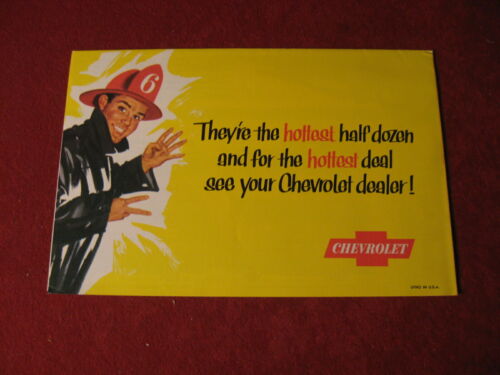 6
They're the hottest half dozen
and for the hottest deal
see your Chevrolet dealer!
CHEVROLET